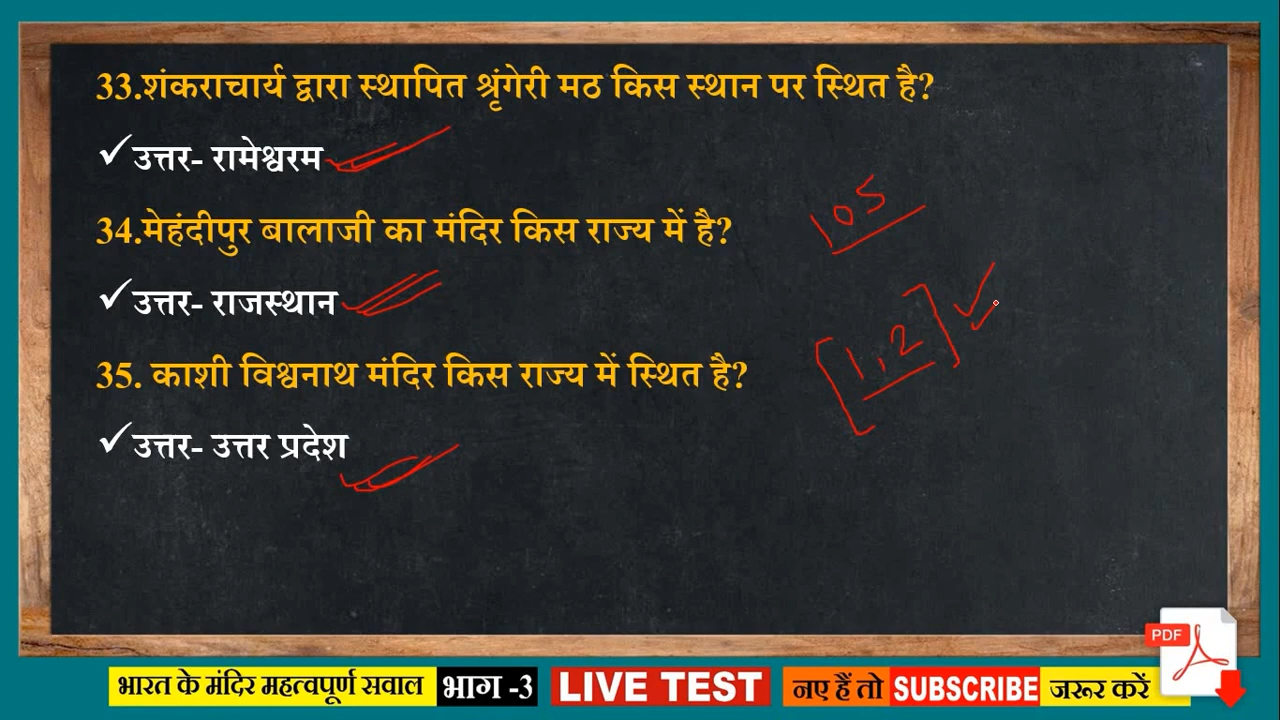 33.शंकराचार्य द्वारा स्थापित श्रृंगेरी मठ किस स्थान पर स्थित है?
✓उत्तर- रामेश्वरम
105
34.मेहंदीपुर बालाजी का मंदिर किस राज्य में है?
✓उत्तर- राजस्थान
[1,2]✓
35. काशी विश्वनाथ मंदिर किस राज्य में स्थित है?
✓उत्तर- उत्तर प्रदेश
PDF
भारत के मंदिर महत्वपूर्ण सवाल भाग -3 LIVE TEST नए हैं तो SUBSCRIBE जरूर करें